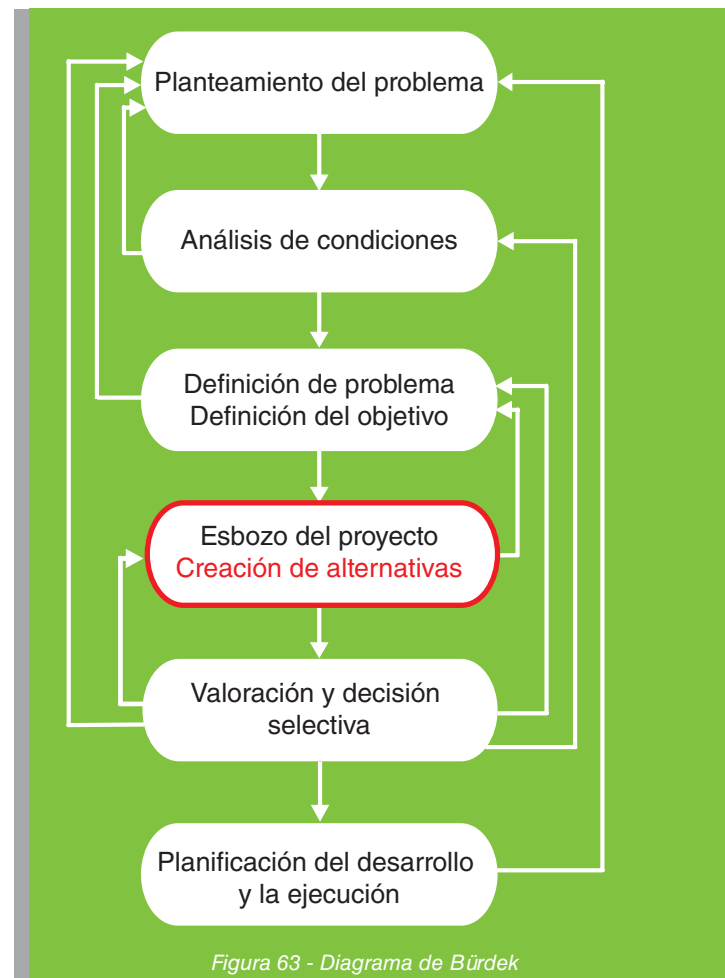 Planteamiento del problema
Análisis de condiciones
Definición de problema
Definición del objetivo
Esbozo del proyecto
Creación de alternativas
Valoración y decisión
selectiva
Planificación del desarrollo
y la ejecución
Figura 63 - Diagrama de Bürdek